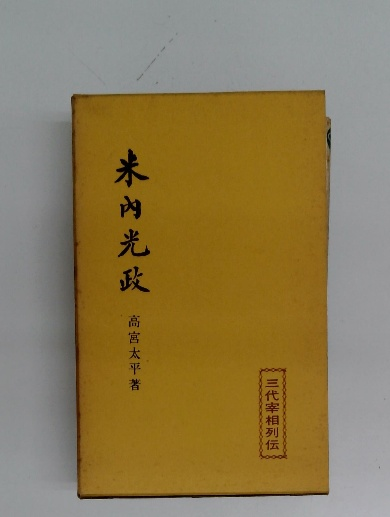 米内光政
高宮太平著
三代宰相列伝